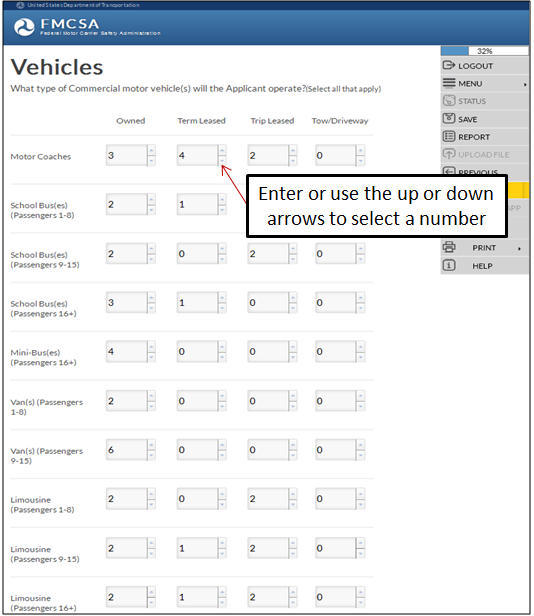 United States Department of Transportation
FMCSA
Federal Motor Carrier Safety Administration
32%
LOGOUT
MENU
STATUS
SAVE
REPORT
UPLOAD FILE
PREVIOUS
APP
PRINT
HELP
Vehicles
What type of Commercial motor vehicle(s) will the Applicant operate?(Select all that apply)
Owned Term Leased Trip Leased Tow/Driveway
Motor Coaches 3 4 2 0
Enter or use the up or down
arrows to select a number
School Bus(es)
(Passengers 1-8) 2 1
School Bus(es)
(Passengers 9-15) 2 0 2 0
School Bus(es)
(Passengers 16+) 3 1 0 0
Mini-Bus(es)
(Passengers 16+) 4 0 0 0
Van(s) (Passengers
1-8) 2 0 0 0
Van(s) (Passengers
9-15) 6 0 0 0
Limousine
(Passengers 1-8) 2 0 2 0
Limousine
(Passengers 9-15) 2 1 2 0
Limousine
(Passengers 16+) 2 1 2 0